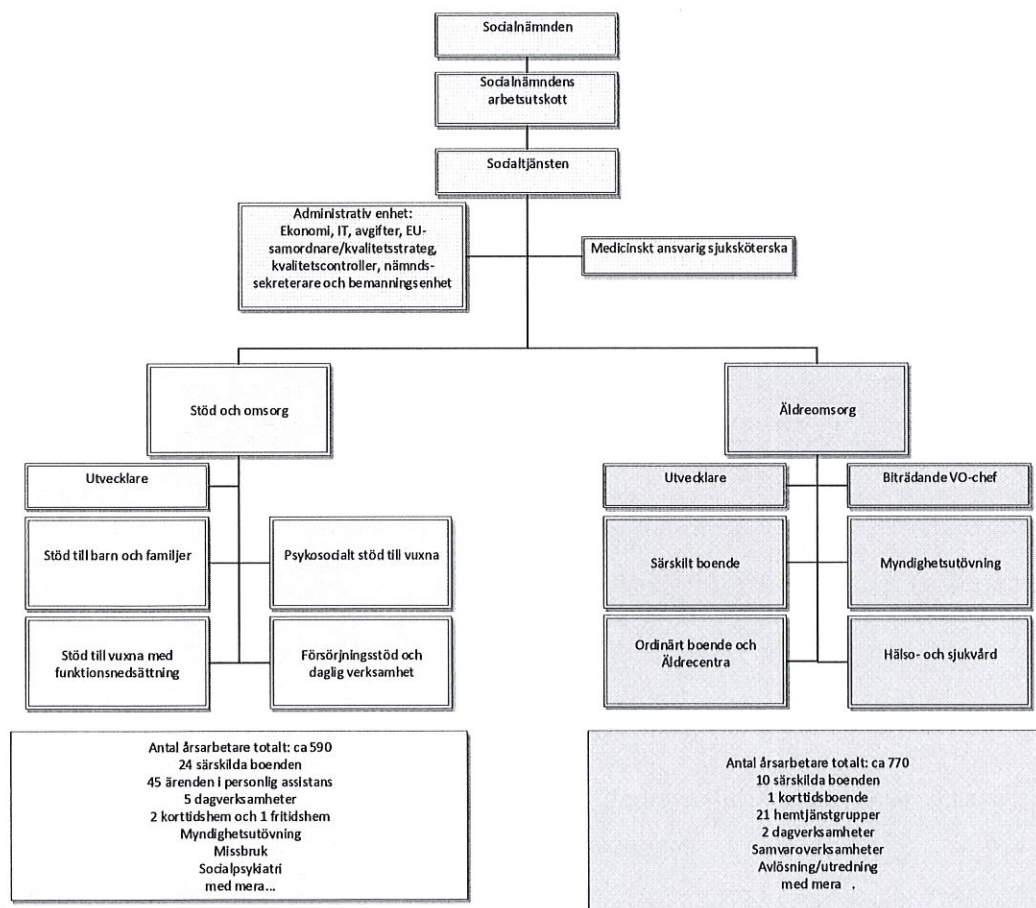 Socialnämnden
Socialnämndens
arbetsutskott
Socialtjänsten
Administrativ enhet:
Ekonomi, IT, avgifter, EU-
samordnare/kvalitetsstrateg,
kvalitetscontroller, nämnd-
sekreterare och bemanningsenhet
Medicinskt ansvarig sjuksköterska
Stöd och omsorg
Äldreomsorg
Utvecklare
Utvecklare
Biträdande VO-chef
Stöd till barn och familjer
Psykosocialt stöd till vuxna
Särskilt boende
Myndighetsutövning
Stöd till vuxna med
funktionsnedsättning
Försörjningsstöd och
daglig verksamhet
Ordinärt boende och
Äldrecentra
Hälso- och sjukvård
Antal årsarbetare totalt: ca 590
24 särskilda boenden
45 ärenden i personlig assistans
5 dagverksamheter
2 korttidshem och 1 fritidshem
Myndighetsutövning
Missbruk
Socialpsykiatri
med mera...
Antal årsarbetare totalt: ca 770
10 särskilda boenden
1 korttidsboende
21 hemtjänstgrupper
2 dagverksamheter
Samvaroverksamheter
Avlösning/utredning
med mera .